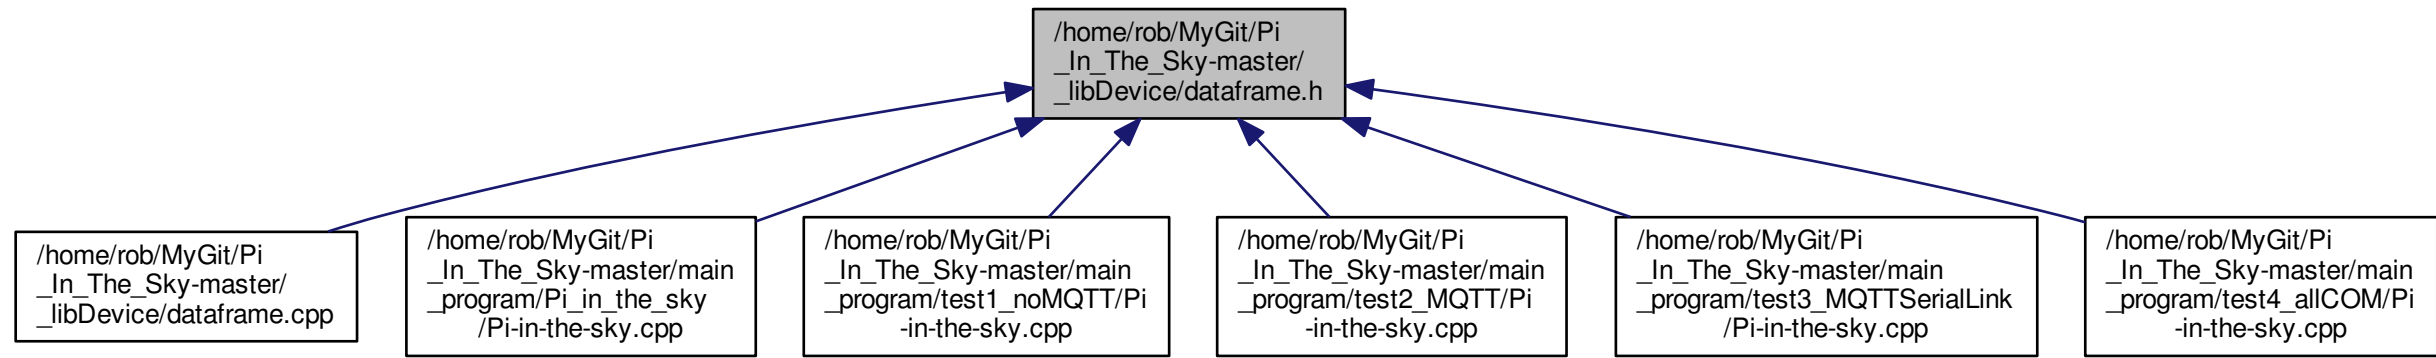 /home/rob/MyGit/Pi
_In_The_Sky-master/
_libDevice/dataframe.h
/home/rob/MyGit/Pi
_In_The_Sky-master/
_libDevice/dataframe.cpp
/home/rob/MyGit/Pi
_In_The_Sky-master/main
_program/Pi_in_the_sky
/Pi-in-the-sky.cpp
/home/rob/MyGit/Pi
_In_The_Sky-master/main
_program/test1_noMQTT/Pi
-in-the-sky.cpp
/home/rob/MyGit/Pi
_In_The_Sky-master/main
_program/test2_MQTT/Pi
-in-the-sky.cpp
/home/rob/MyGit/Pi
_In_The_Sky-master/main
_program/test3_MQTTSerialLink
/Pi-in-the-sky.cpp
/home/rob/MyGit/Pi
_In_The_Sky-master/main
_program/test4_allCOM/Pi
-in-the-sky.cpp